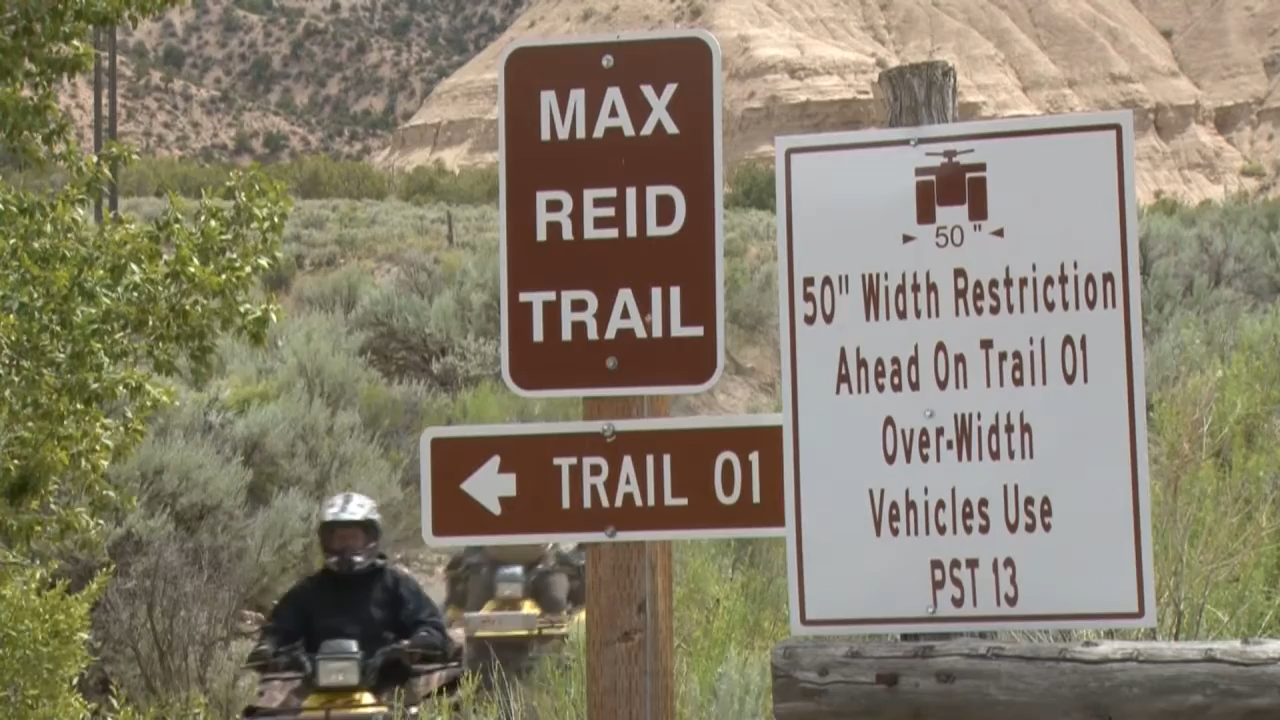 MAX
REID
TRAIL
TRAIL 01
50"
50" Width Restriction
Ahead On Trail 01
Over-Width
Vehicles Use
PST 13